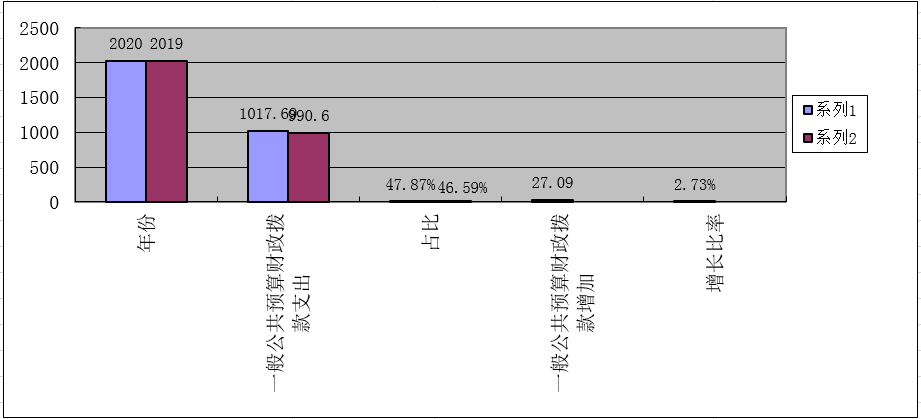 2500
2000
1500
1000
500
0
2020 2019
1017.69 990.6
47.87% 46.59%
27.09
2.73%
年份
一般公共预算财政拨
款支出
占比
一般公共预算财政拨
款增加
增长比率
系列1
系列2